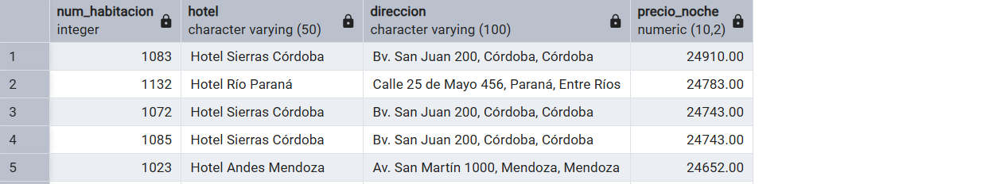 num_habitacion hotel direccion precio_noche
integer character varying (50) character varying (100) numeric (10,2)
1 1083 Hotel Sierras Córdoba Bv. San Juan 200, Córdoba, Córdoba 24910.00
2 1132 Hotel Río Paraná Calle 25 de Mayo 456, Paraná, Entre Ríos 24783.00
3 1072 Hotel Sierras Córdoba Bv. San Juan 200, Córdoba, Córdoba 24743.00
4 1085 Hotel Sierras Córdoba Bv. San Juan 200, Córdoba, Córdoba 24743.00
5 1023 Hotel Andes Mendoza Av. San Martín 1000, Mendoza, Mendoza 24652.00